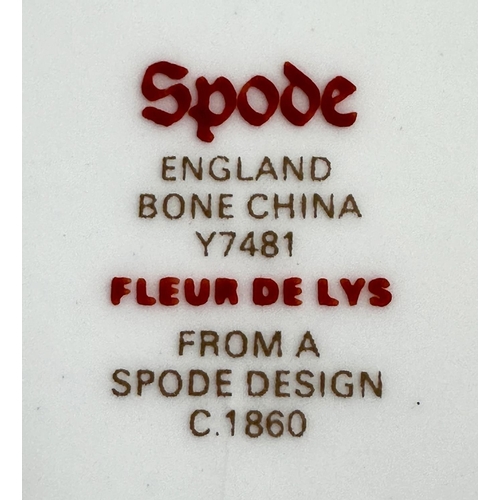 Spode
ENGLAND
BONE CHINA
Y7481
FLEUR DE LYS
FROM A
SPODE DESIGN
C.1860